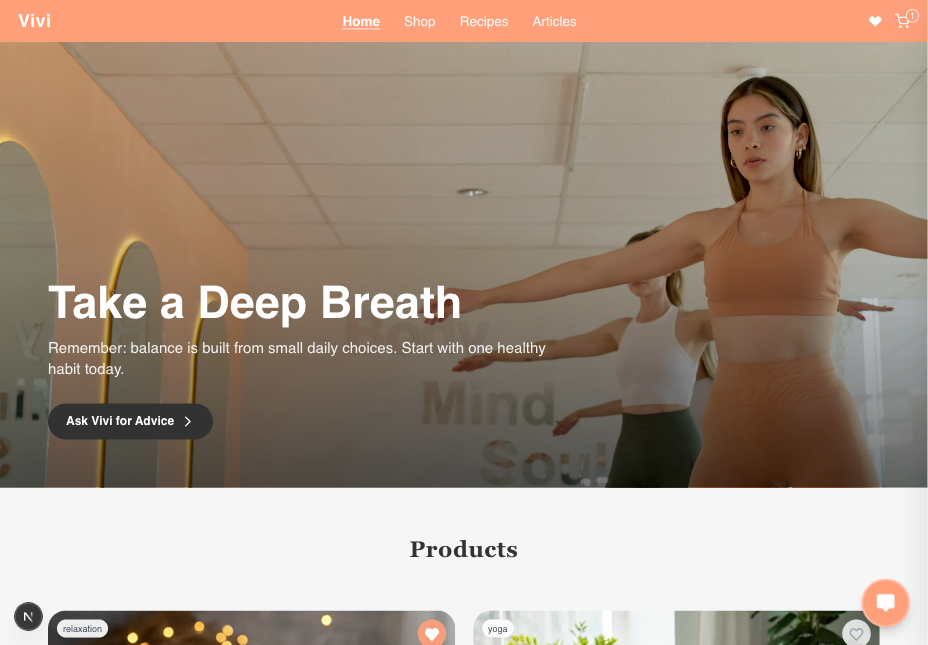 Vivi
Home
Shop
Recipes
Articles
1
Take a Deep Breath
Remember: balance is built from small daily choices. Start with one healthy
habit today.
Ask Vivi for Advice
Body
Mind
Soul
Products
N
relaxation
yoga